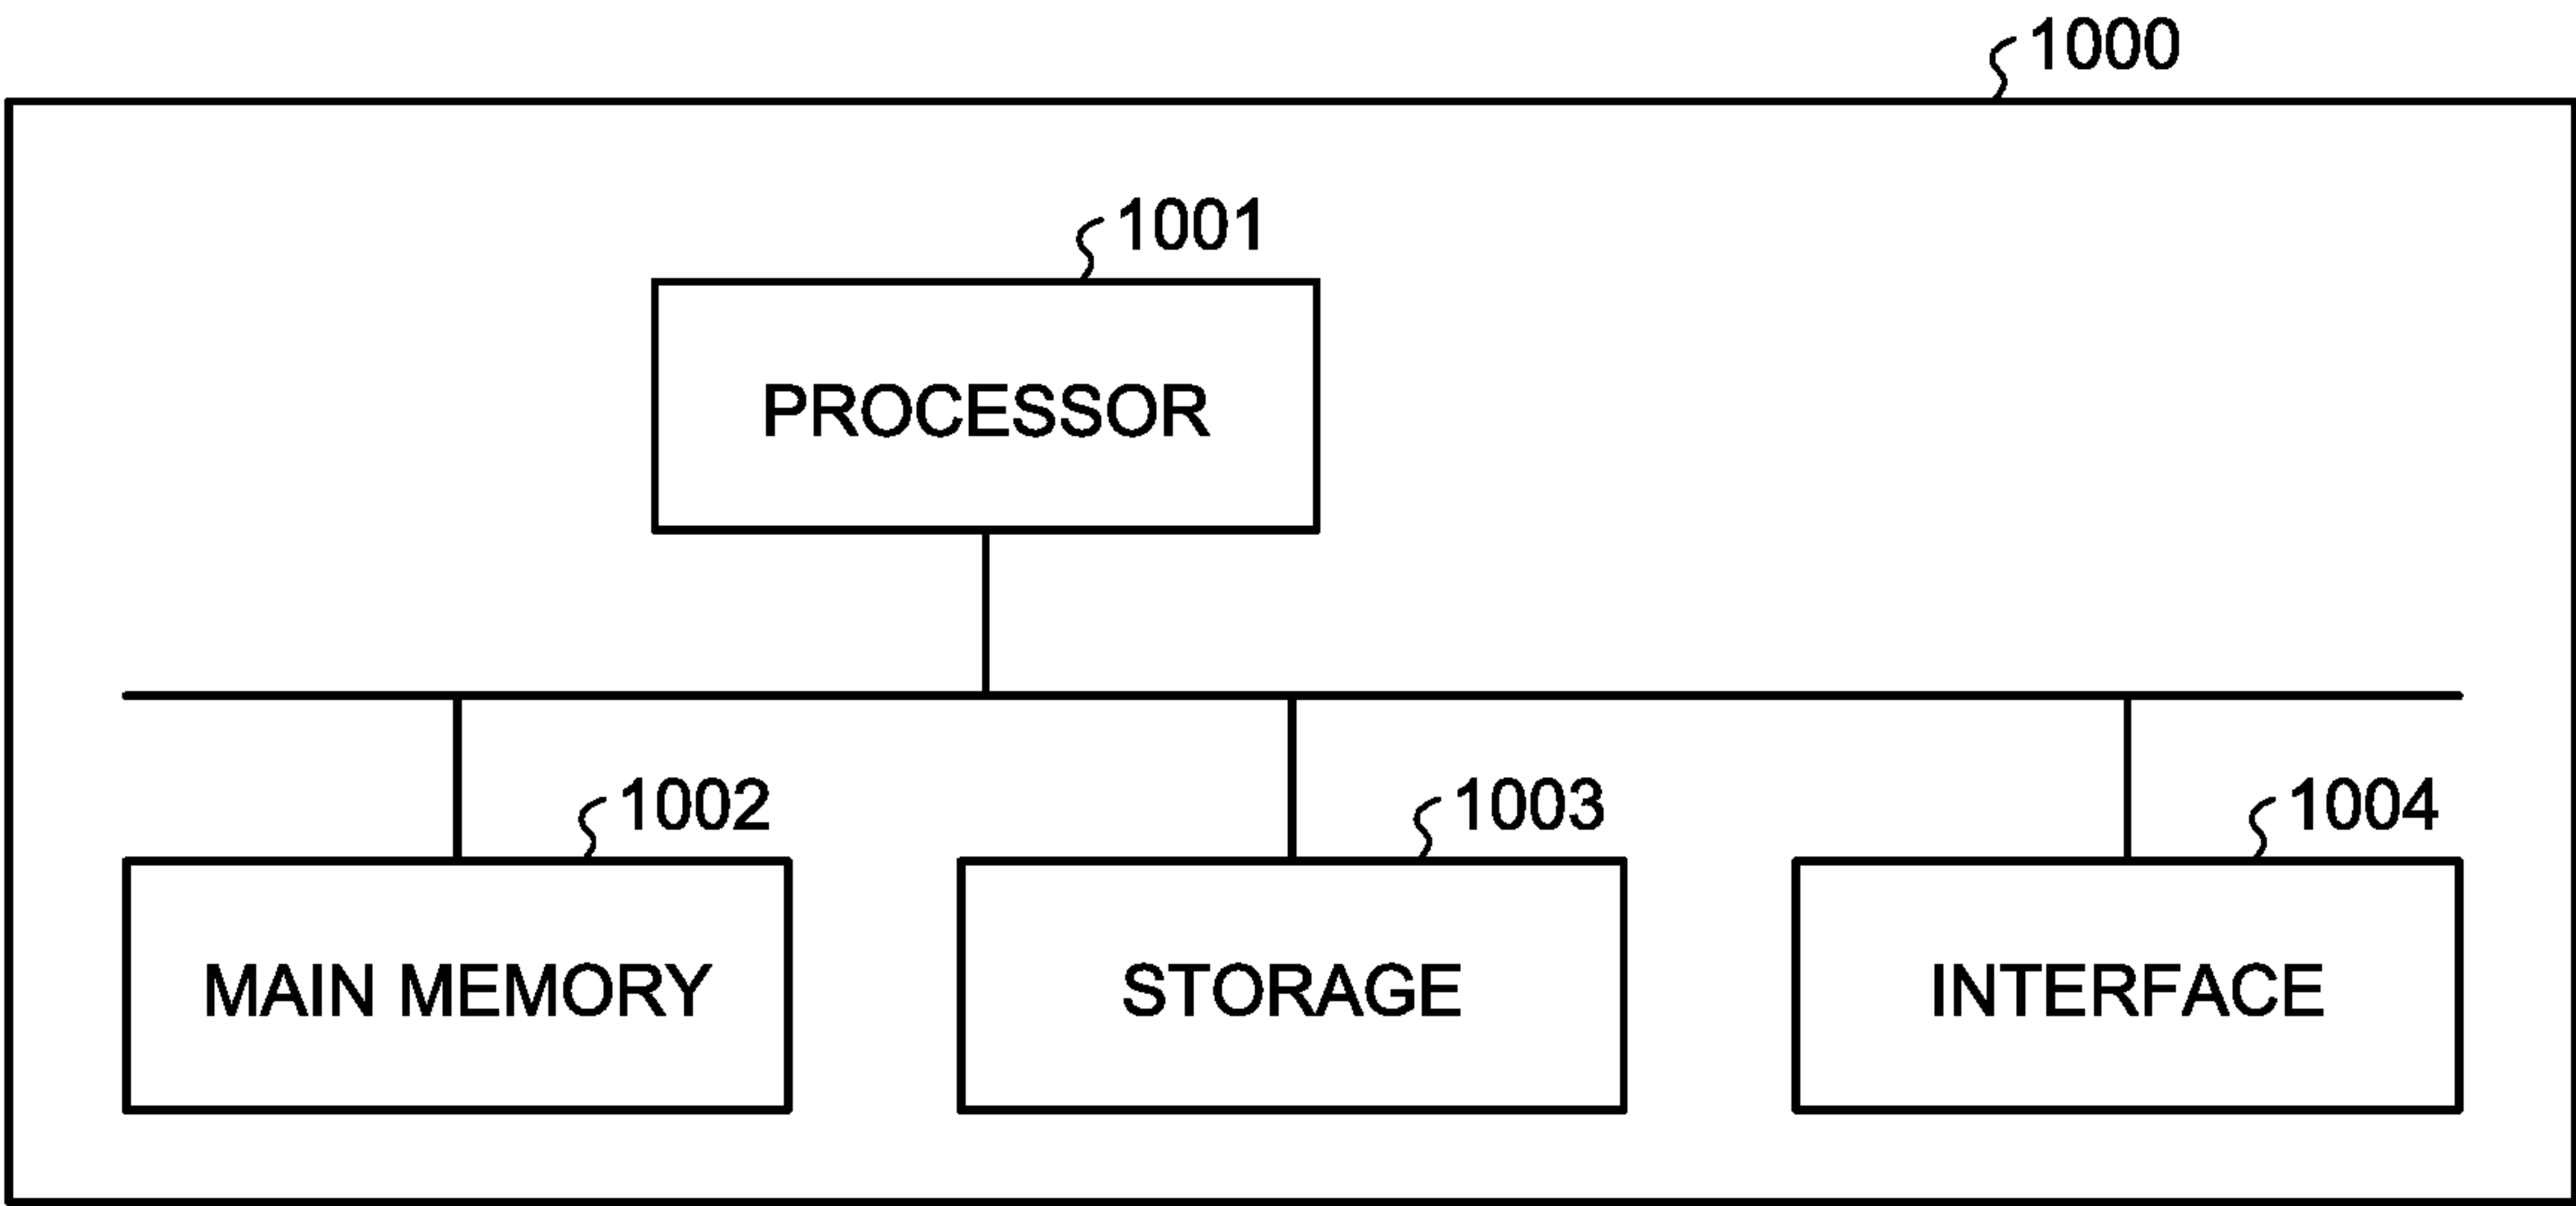 1000
1001
PROCESSOR
1002
1003
1004
MAIN MEMORY
STORAGE
INTERFACE